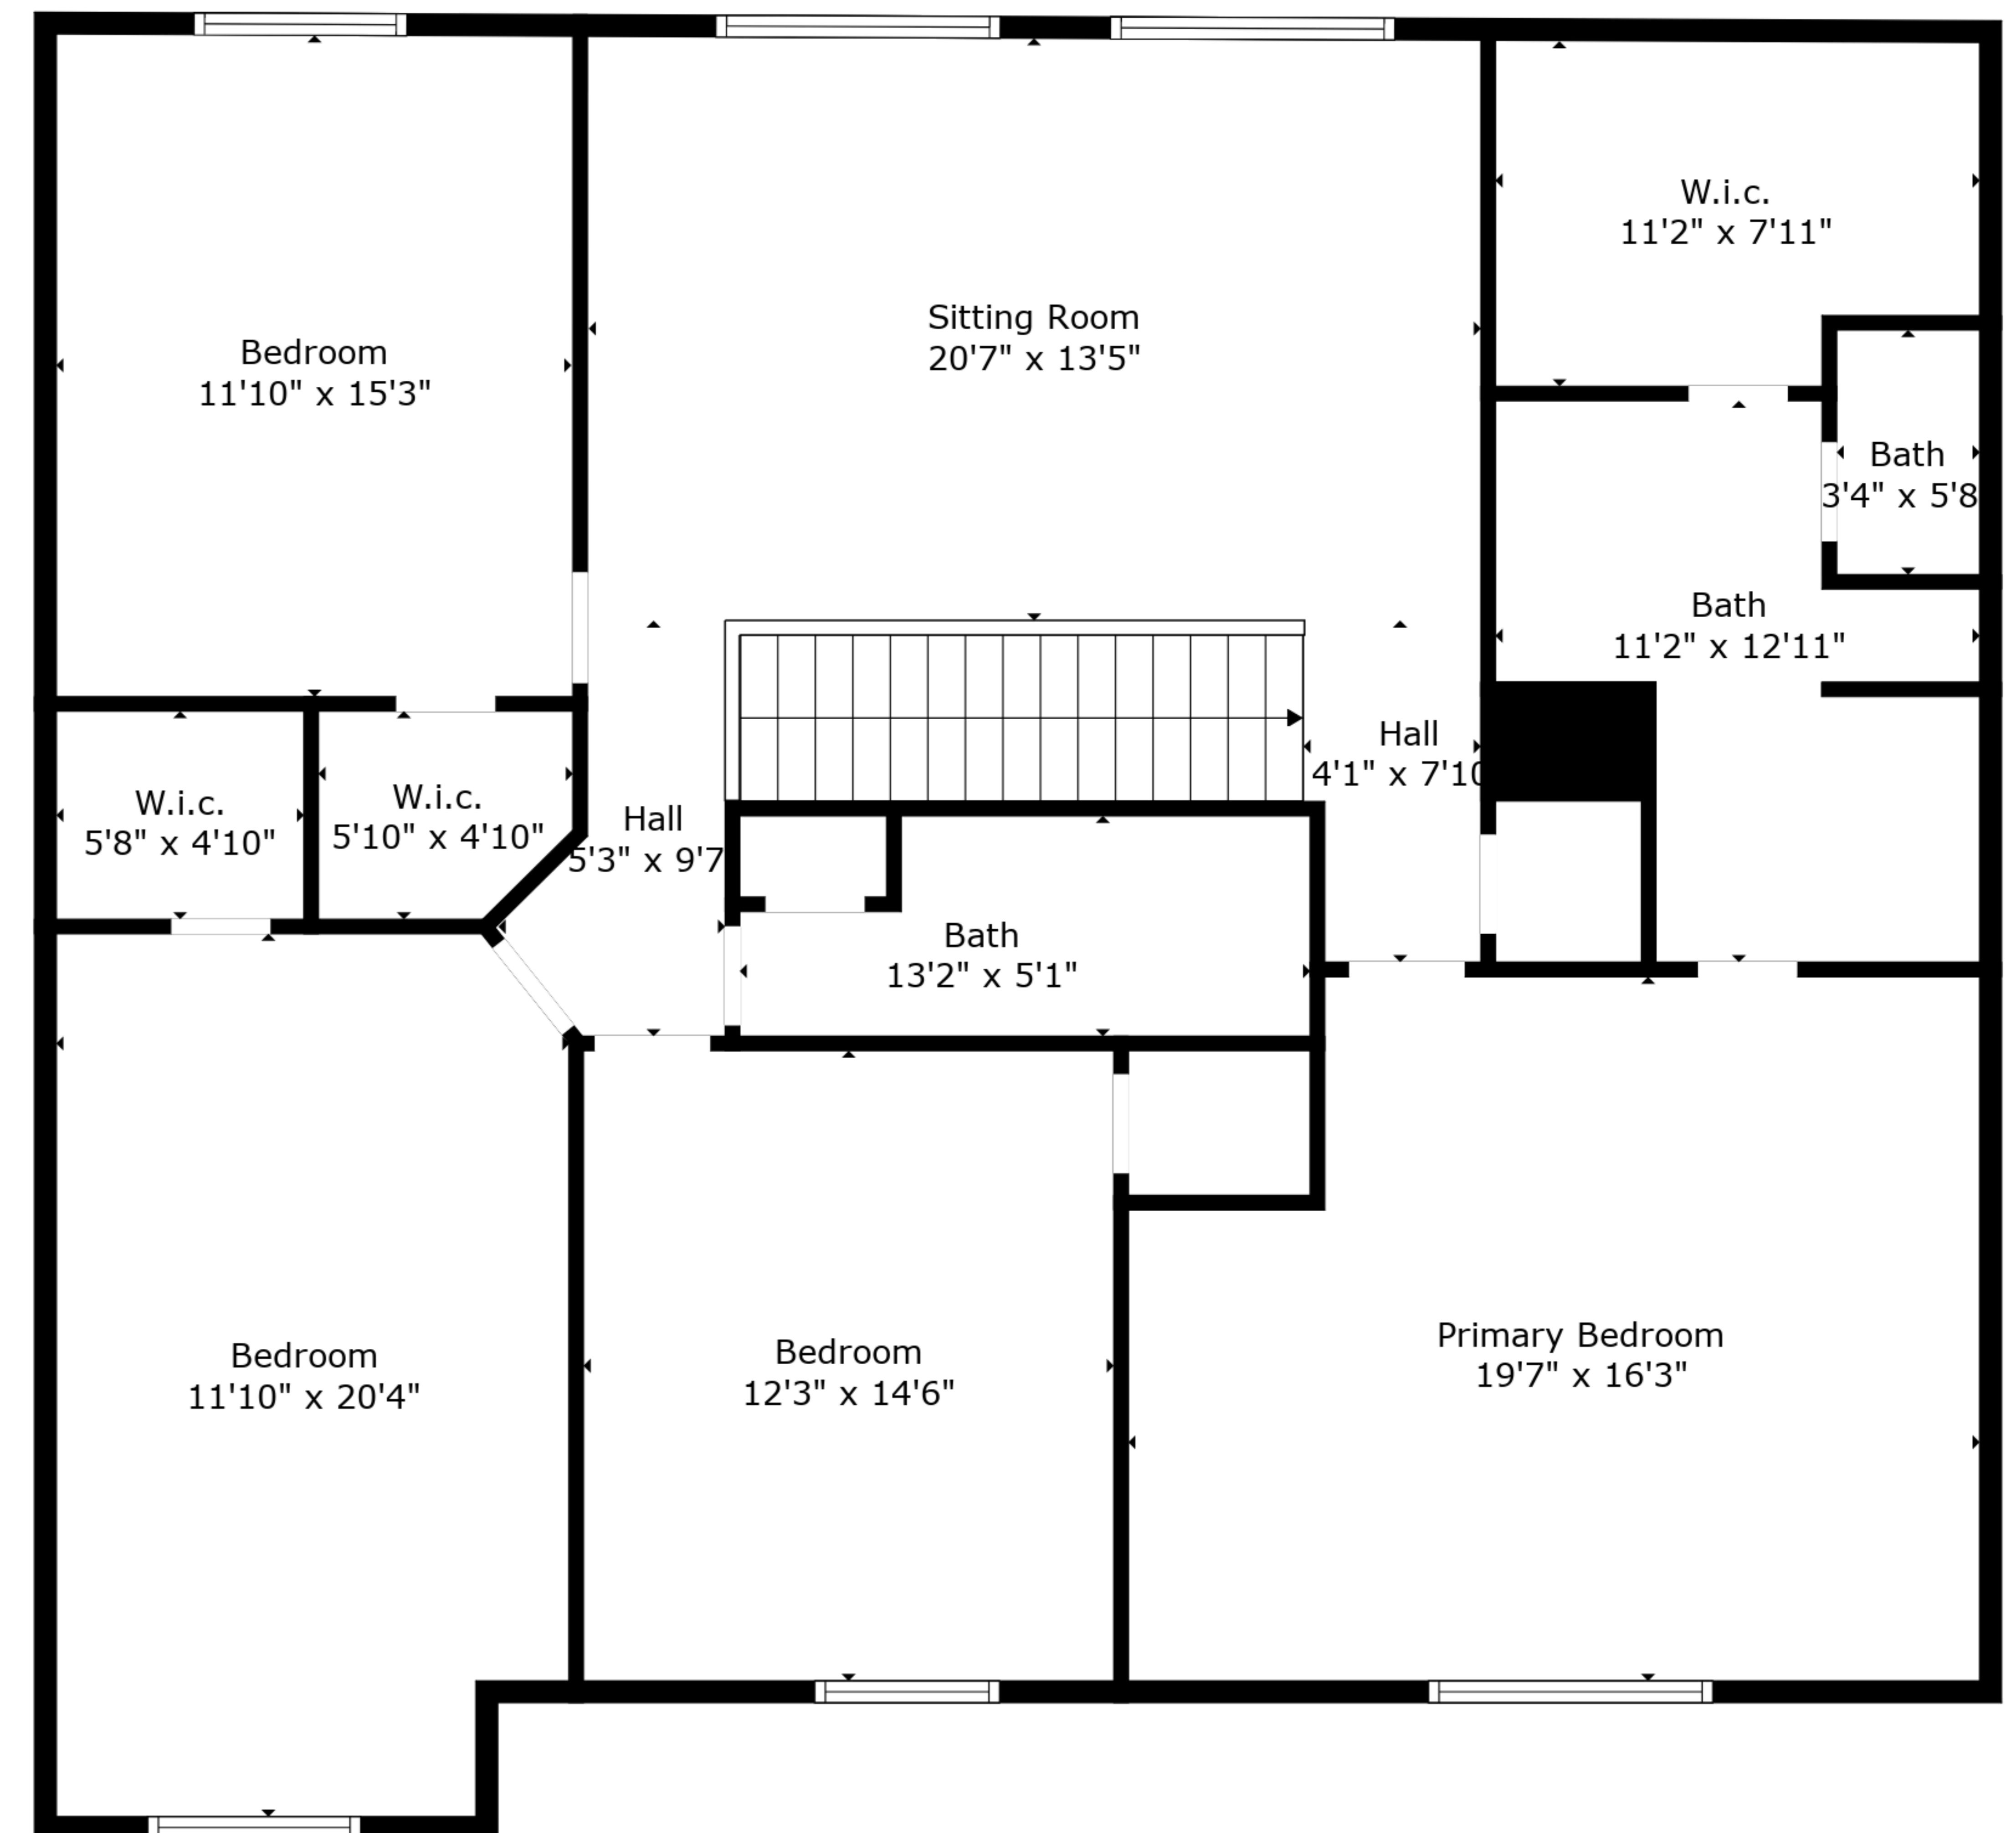 W.i.c.
11'2" x 7'11"
Sitting Room
20'7" x 13'5"
Bedroom
11'10" x 15'3"
Bath
3'4" x 5'8
Bath
11'2" x 12'11"
Hall
4'1" x 7'10
W.i.c.
5'8" x 4'10"
W.i.c.
5'10" x 4'10"
Hall
5'3" x 9'7
Bath
13'2" x 5'1"
Primary Bedroom
19'7" x 16'3"
Bedroom
12'3" x 14'6"
Bedroom
11'10" x 20'4"